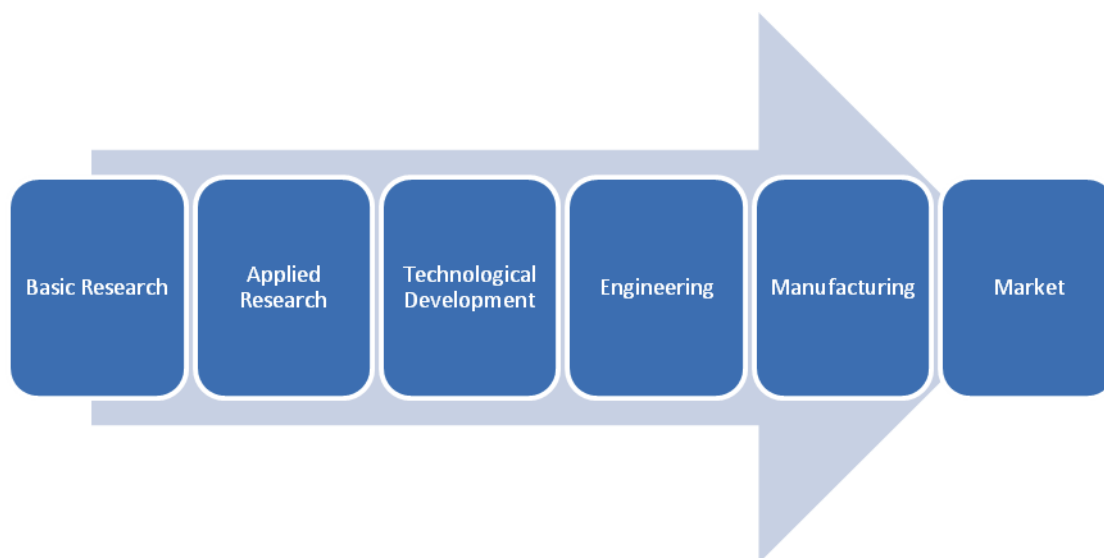 Basic Research
Applied
Research
Technological
Development
Engineering
Manufacturing
Market